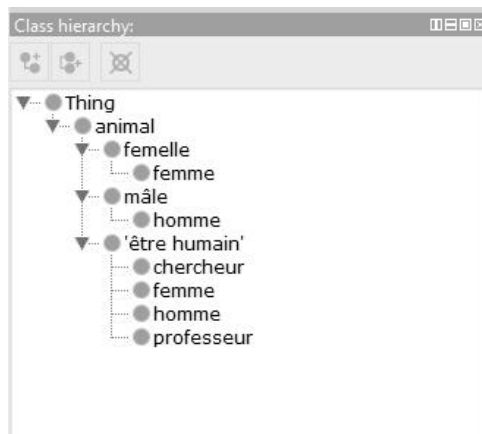 Class hierarchy:
Thing
animal
femelle
femme
mâle
homme
'être humain'
chercheur
femme
homme
professeur